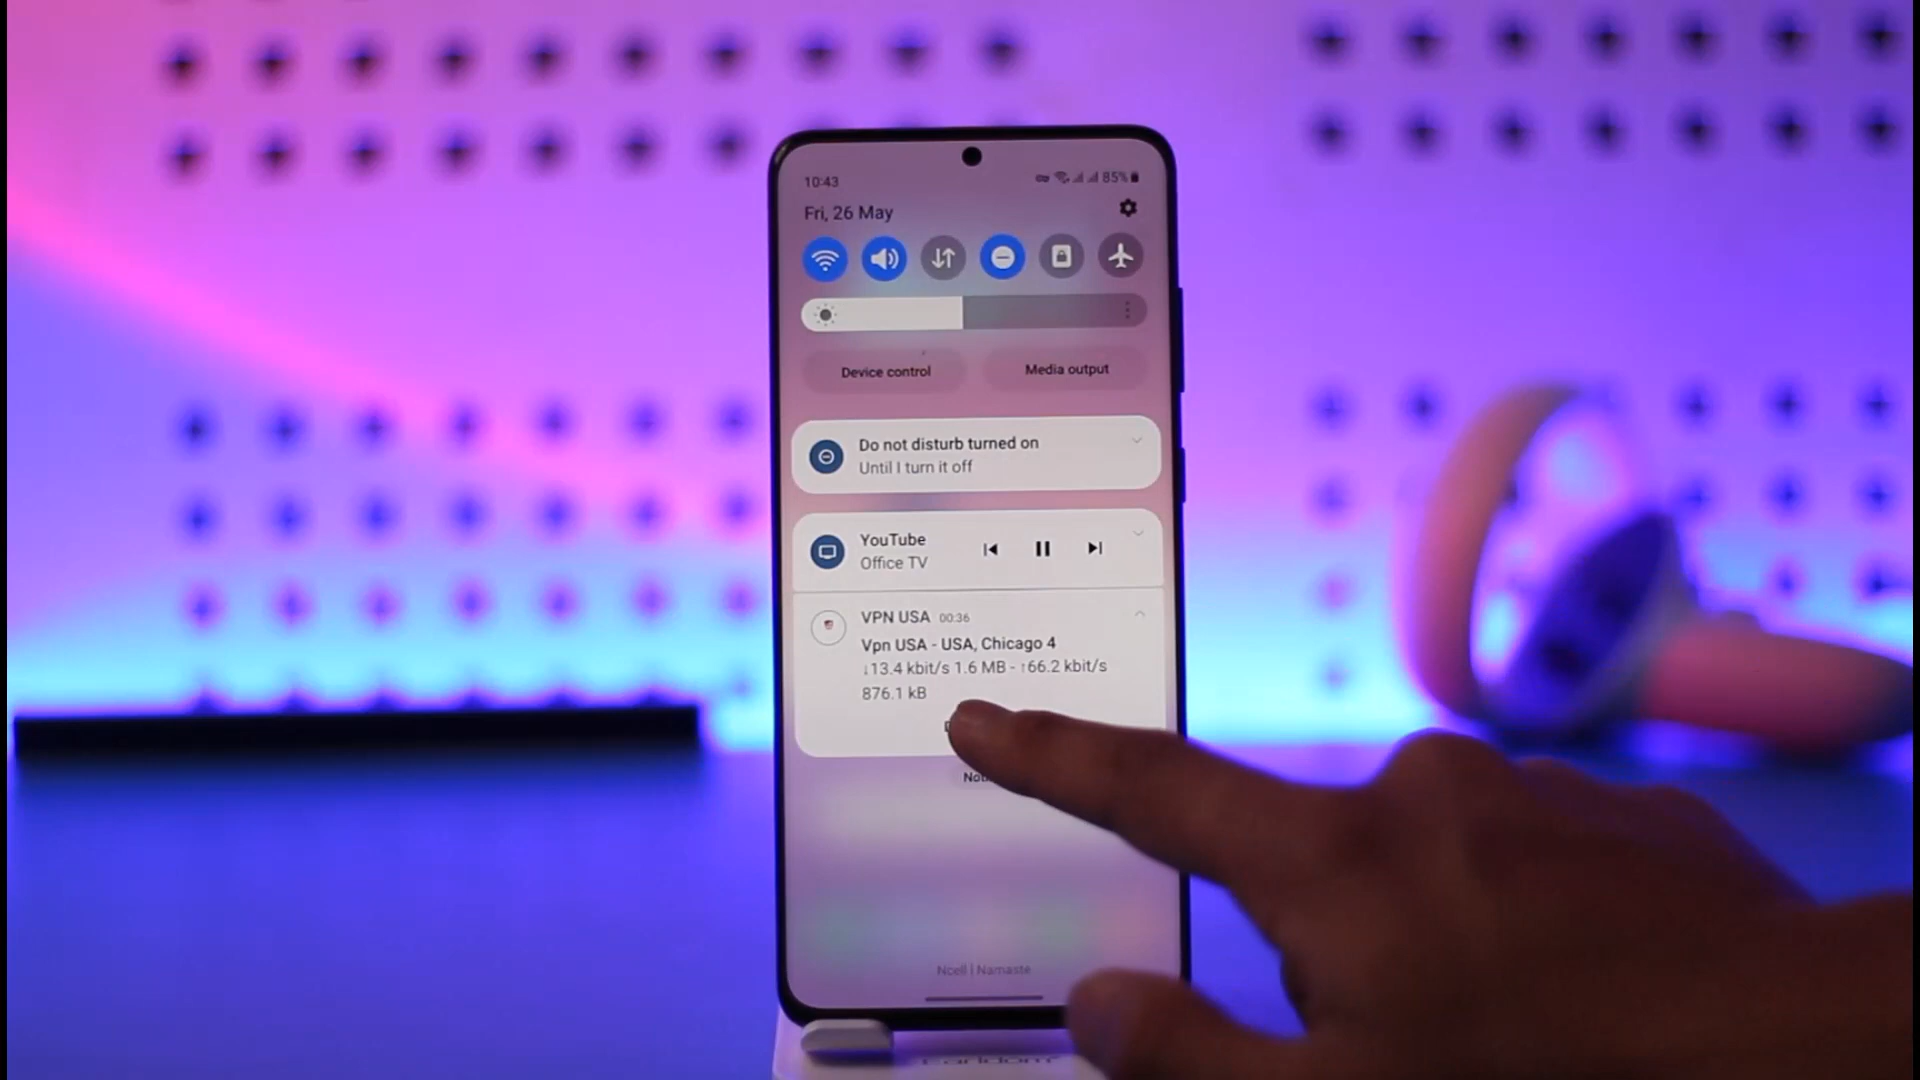 10:43
85%
Fri, 26 May
Device control
Media output
Do not disturb turned on
Until I turn it off
YouTube
Office TV
VPN USA 00:36
Vpn USA - USA, Chicago 4
↓13.4 kbit/s 1.6 MB - ↑66.2 kbit/s
876.1 kB
Ncell | Namaste